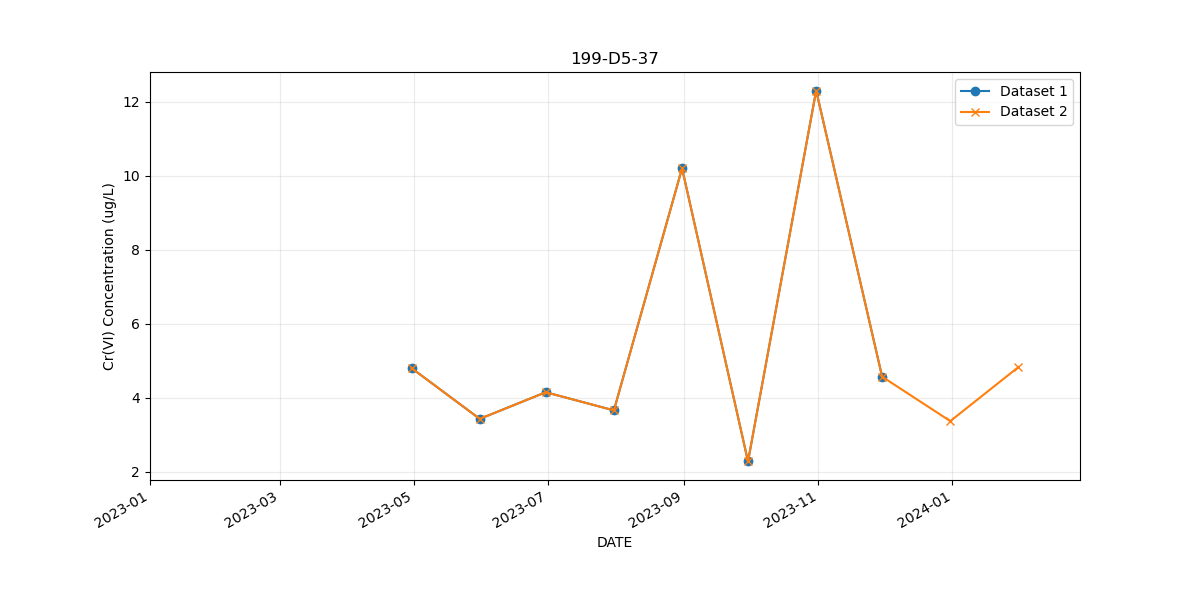 199-D5-37
Dataset 1
Dataset 2
Cr(VI) Concentration (ug/L)
12
10
8
6
4
2
2023-01
2023-03
2023-05
2023-07
2023-09
2023-11
2024-01
DATE